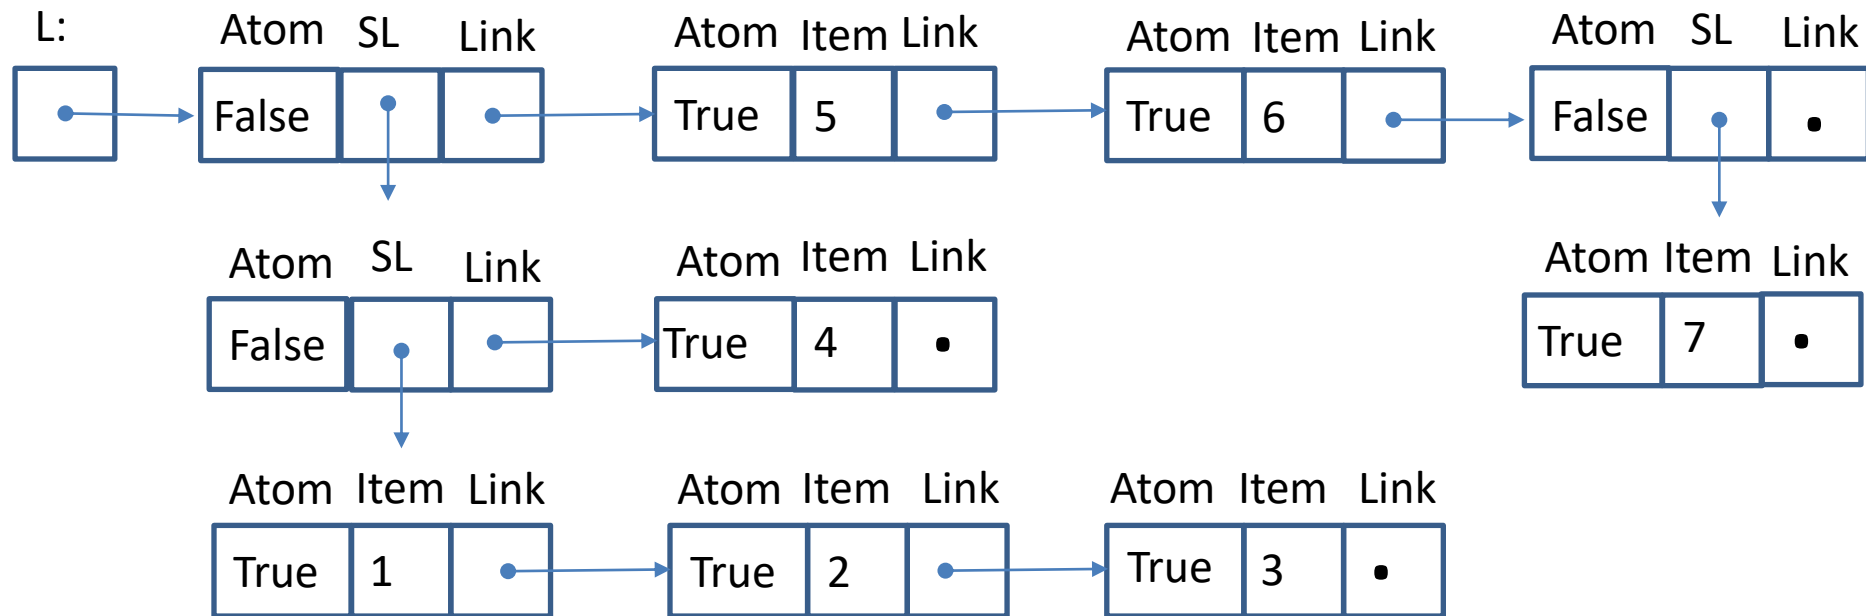 L: Atom SL Link Atom Item Link Atom Item Link Atom SL Link
False True 5 True 6 False
Atom SL Link Atom Item Link Atom Item Link
False True 4 True 7
Atom Item Link Atom Item Link Atom Item Link
True 1 True 2 True 3